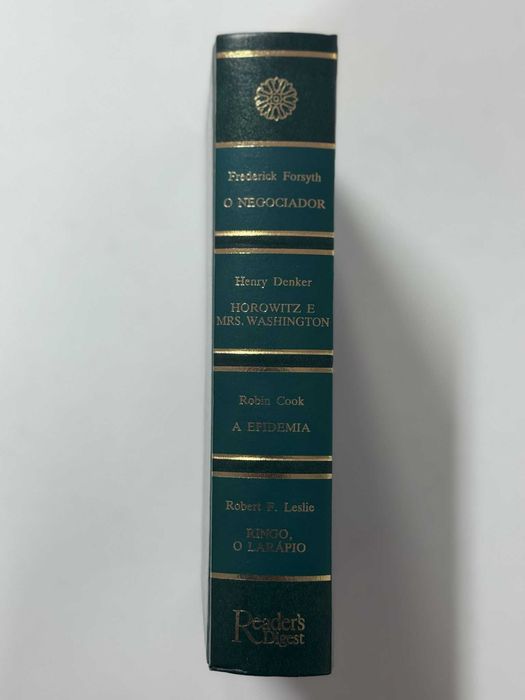 Frederick Forsyth
O NEGOCIADOR
Henry Denker
HOROWITZ E
MRS. WASHINGTON
Robin Cook
A EPIDEMIA
Robert F. Leslie
RINGO,
O LARÁPIO
Reader's
Digest